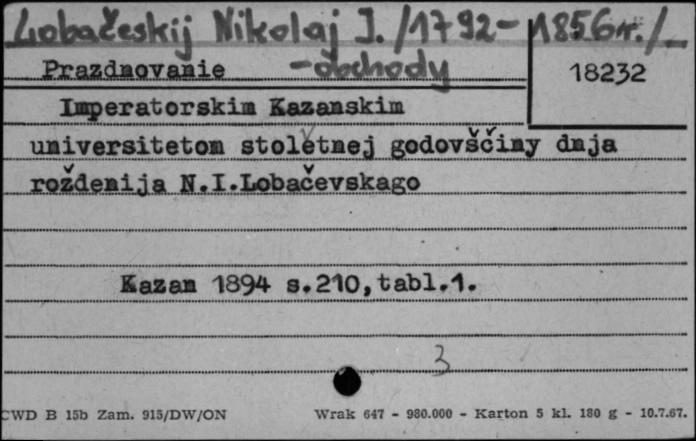 Lobačeskij Nikolaj J. /1792-1856r./
Prazdnovanie -obchody 18232
Imperatorskim Kazanskim
universitetom stolětnej godovščiny dnja
roždenija N.I.Lobačevskago
Kazan 1894 s.210,tabl.1.
3
CWD B 15b Zam. 915/DW/ON Wrak 647 - 980.000 - Karton 5 kl. 180 g - 10.7.67.